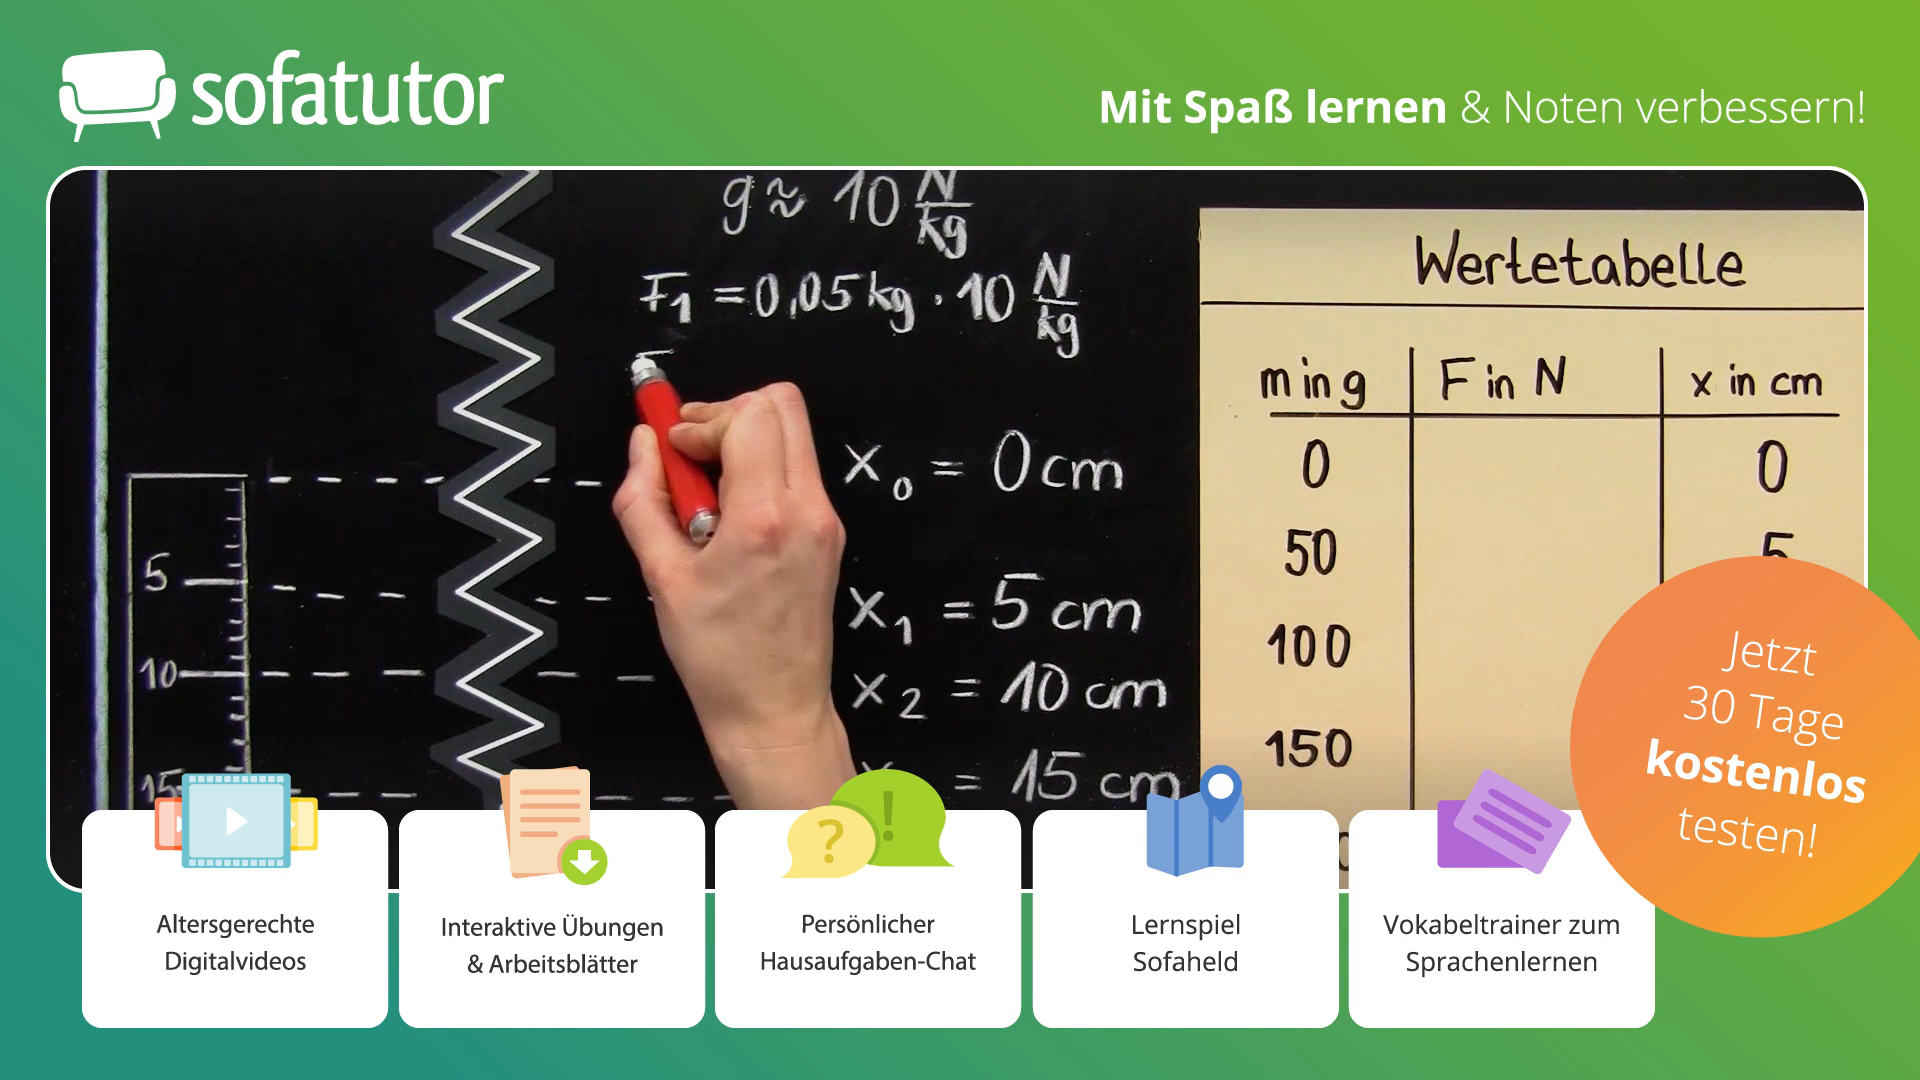 sofatutor
Mit Spaß lernen & Noten verbessern!
g ≈ 10 N/kg
F₁ = 0,05 kg · 10 N/kg
x₀ = 0 cm
x₁ = 5 cm
x₂ = 10 cm
= 15 cm
5
10
15
Wertetabelle
m in g F in N x in cm
0 0
50 5
100
150
Jetzt
30 Tage
kostenlos
testen!
? !
Altersgerechte
Digitalvideos
Interaktive Übungen
& Arbeitsblätter
Persönlicher
Hausaufgaben-Chat
Lernspiel
Sofaheld
Vokabeltrainer zum
Sprachenlernen